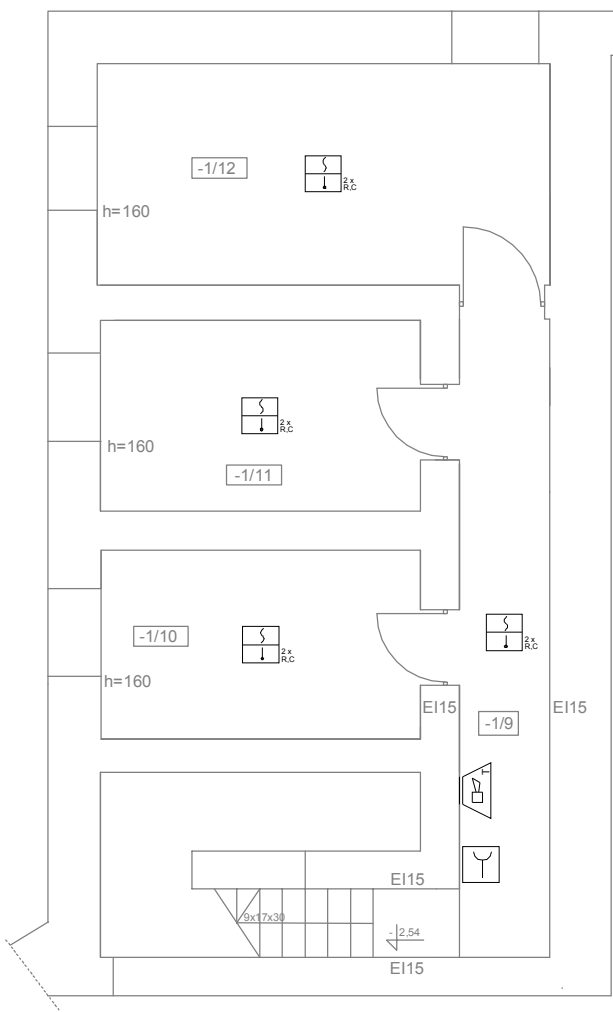 -1/12
2 x
R,C
h=160
2 x
R,C
h=160
-1/11
-1/10
2 x
R,C
2 x
R,C
h=160
EI15
EI15
-1/9
T
EI15
9x17x30
- 2,54
EI15